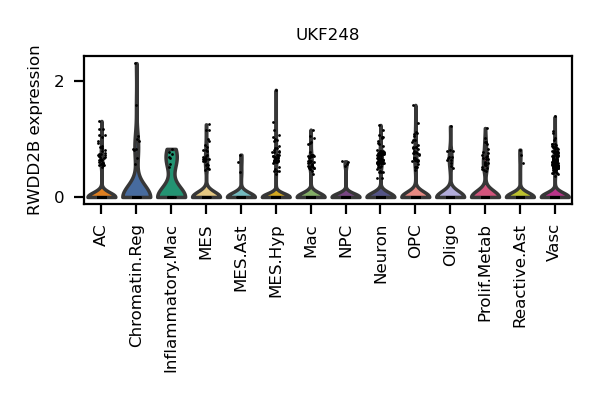 UKF248
RWDD2B expression
2
0
AC
Chromatin.Reg
Inflammatory.Mac
MES
MES.Ast
MES.Hyp
Mac
NPC
Neuron
OPC
Oligo
Prolif.Metab
Reactive.Ast
Vasc